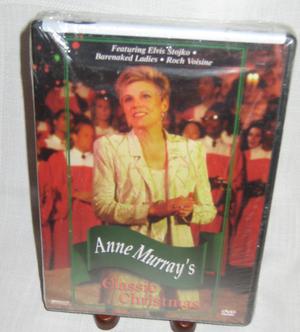 Featuring Elvis Stojko •
Barenaked Ladies • Roch Voisine
Anne Murray's
Classic
Christmas
DVD